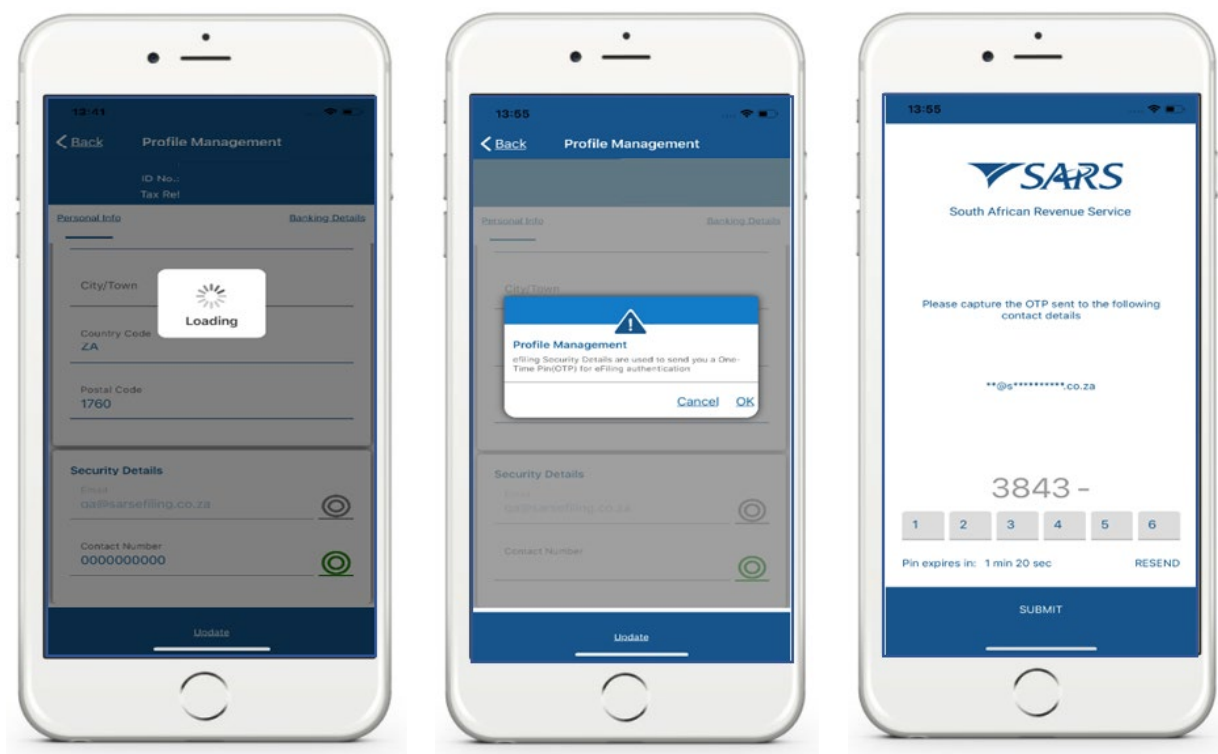 13:41
Back
Profile Management
ID No.:
Tax Ref
Personal Info
Banking Details
City/Town
Loading
Country Code
ZA
Postal Code
1760
Security Details
Email
qa@sarsefiling.co.za
Contact Number
0000000000
Update
13:55
Back
Profile Management
Personal Info
Banking Details
City/Town
Profile Management
efiling Security Details are used to send you a One-
Time Pin(OTP) for eFiling authentication
Cancel OK
Security Details
Email
qa@sarsefiling.co.za
Contact Number
Update
13:55
SARS
South African Revenue Service
Please capture the OTP sent to the following
contact details
**@s**********.co.za
3843 -
1 2 3 4 5 6
Pin expires in: 1 min 20 sec
RESEND
SUBMIT